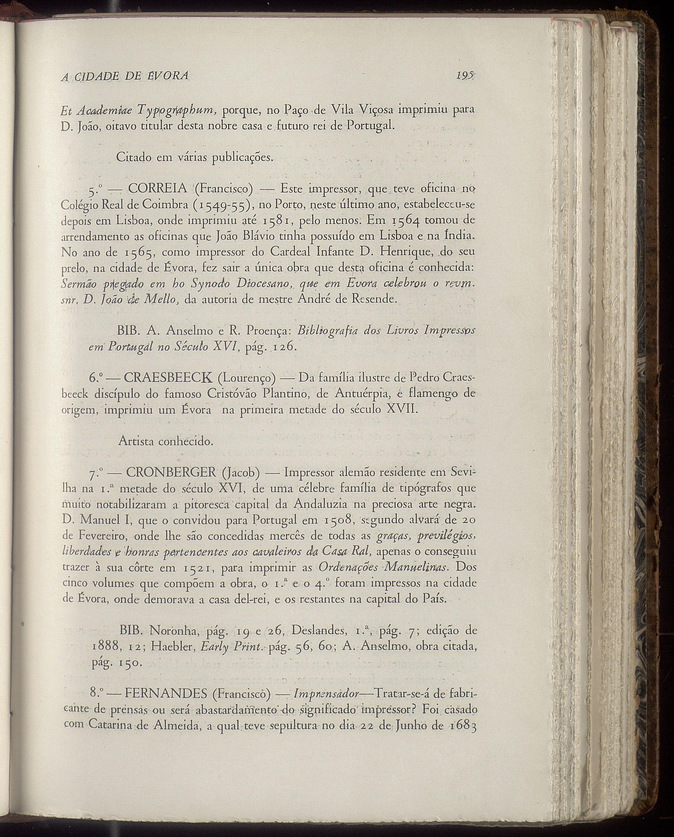 A CIDADE DE ÉVORA 195
Et Academiae Typographum, porque, no Paço de Vila Viçosa imprimiu para
D. João, oitavo titular desta nobre casa e futuro rei de Portugal.
Citado em várias publicações.
5.º — CORREIA (Francisco) — Este impressor, que teve oficina no
Colégio Real de Coimbra (1549-55), no Porto, neste último ano, estabeleceu-se
depois em Lisboa, onde imprimiu até 1581, pelo menos. Em 1564 tomou de
arrendamento as oficinas que João Blávio tinha possuído em Lisboa e na Índia.
No ano de 1565, como impressor do Cardeal Infante D. Henrique, do seu
prelo, na cidade de Évora, fez sair a única obra que desta oficina é conhecida:
Sermão pregado em ho Synodo Diocesano, que em Evora celebrou o revm.
snr. D. João de Mello, da autoria de mestre André de Resende.
BIB. A. Anselmo e R. Proença: Bibliografia dos Livros Impressos
em Portugal no Século XVI, pág. 126.
6.º — CRAESBEECK (Lourenço) — Da família ilustre de Pedro Craes-
beeck discípulo do famoso Cristóvão Plantino, de Antuérpia, e flamengo de
origem, imprimiu um Évora na primeira metade do século XVII.
Artista conhecido.
7.º — CRONBERGER (Jacob) — Impressor alemão residente em Sevi-
lha na 1.ª metade do século XVI, de uma célebre família de tipógrafos que
muito notabilizaram a pitoresca capital da Andaluzia na preciosa arte negra.
D. Manuel I, que o convidou para Portugal em 1508, segundo alvará de 20
de Fevereiro, onde lhe são concedidas mercês de todas as graças, previlégios,
liberdades e honras pertencentes aos cavaleiros da Casa Ral, apenas o conseguiu
trazer à sua côrte em 1521, para imprimir as Ordenações Manuelinas. Dos
cinco volumes que compõem a obra, o 1.º e o 4.º foram impressos na cidade
de Évora, onde demorava a casa del-rei, e os restantes na capital do País.
BIB. Noronha, pág. 19 e 26, Deslandes, 1.ª, pág. 7; edição de
1888, 12; Haebler, Early Print. pág. 56, 60; A. Anselmo, obra citada,
pág. 150.
8.º — FERNANDES (Francisco) — Imprensador—Tratar-se-á de fabri-
cante de prensas ou será abastardamento do significado impressor? Foi casado
com Catarina de Almeida, a qual teve sepultura no dia 22 de Junho de 1683